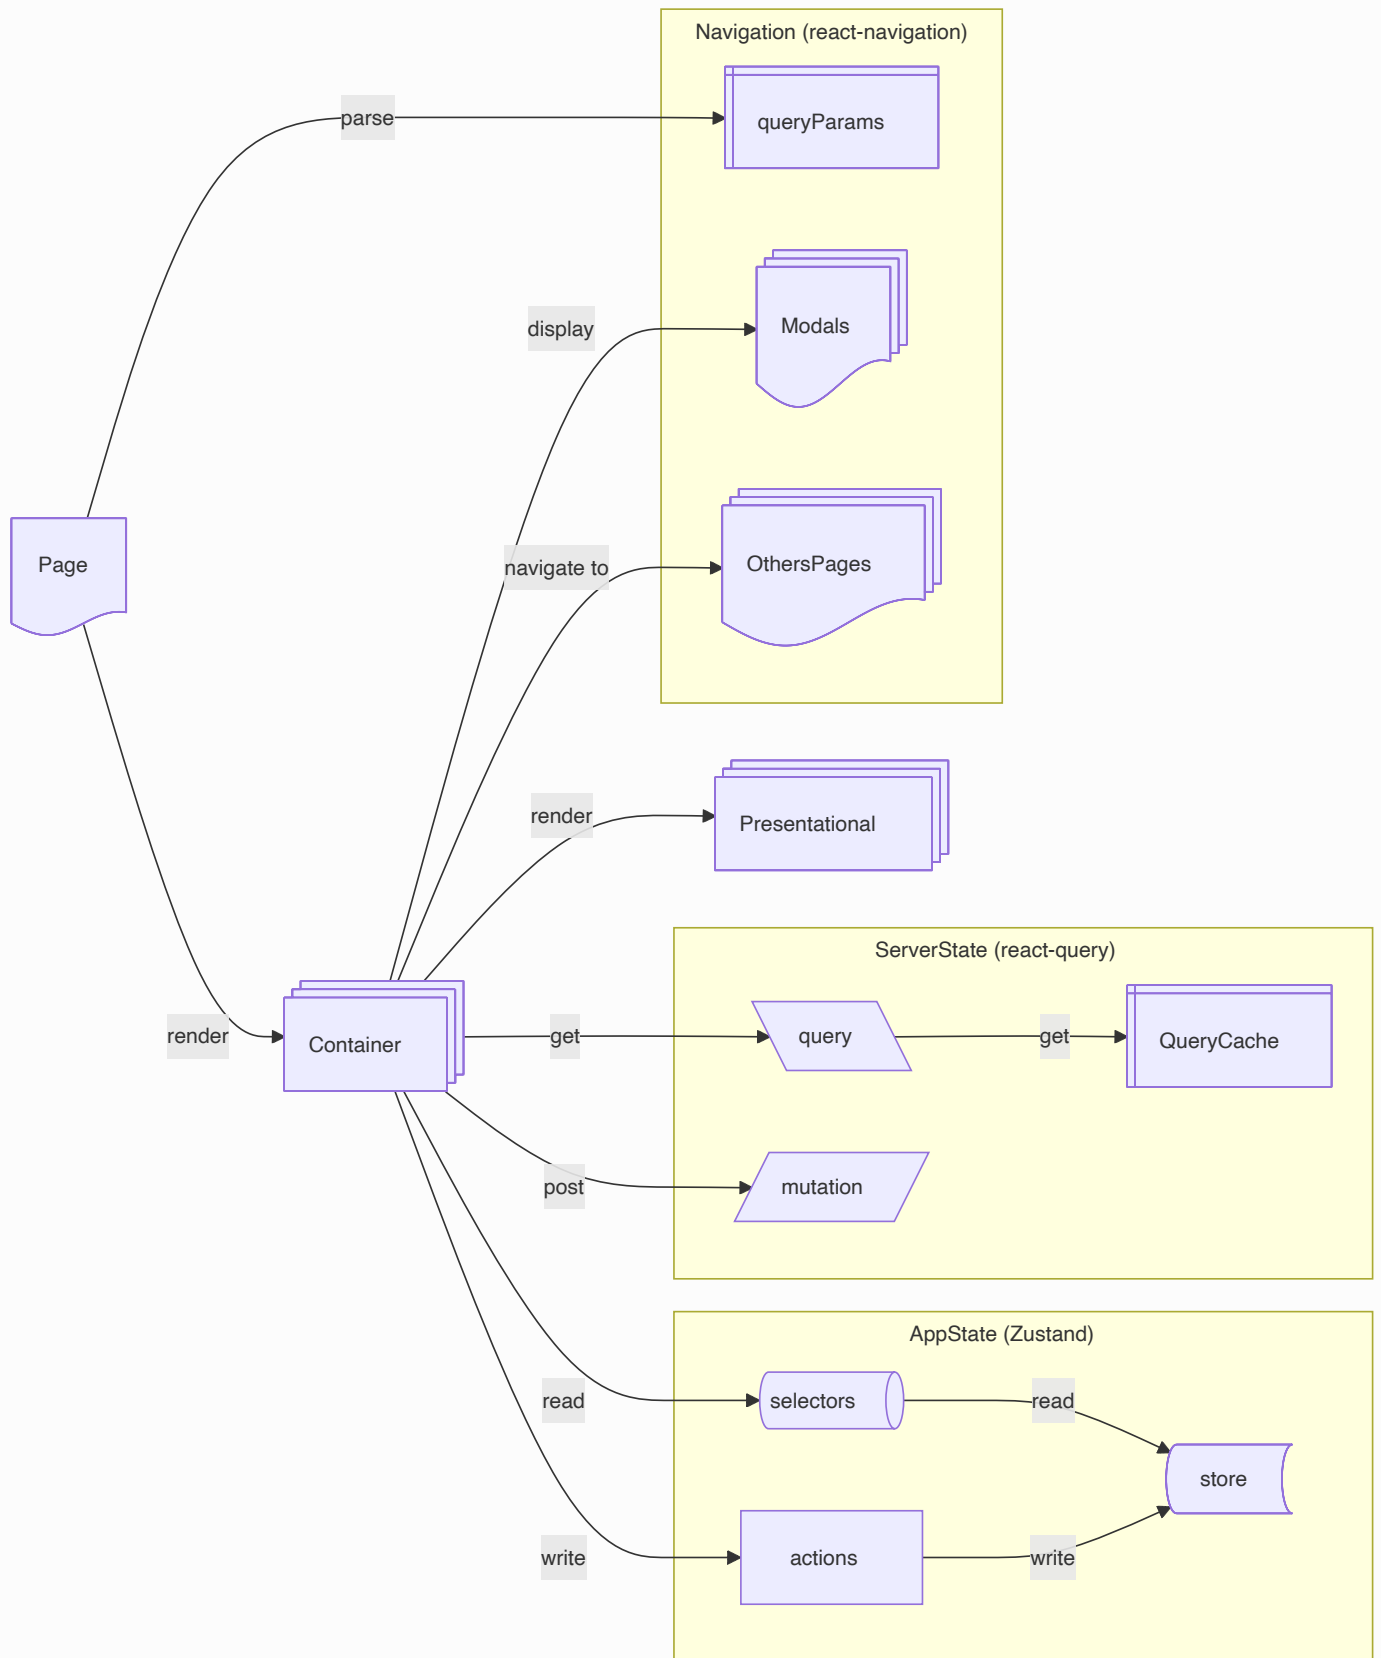 Navigation (react-navigation)
parse
queryParams
display
Modals
Page
navigate to
OthersPages
render
Presentational
ServerState (react-query)
render
Container
get
query
get
QueryCache
post
mutation
AppState (Zustand)
read
selectors
read
store
write
actions
write